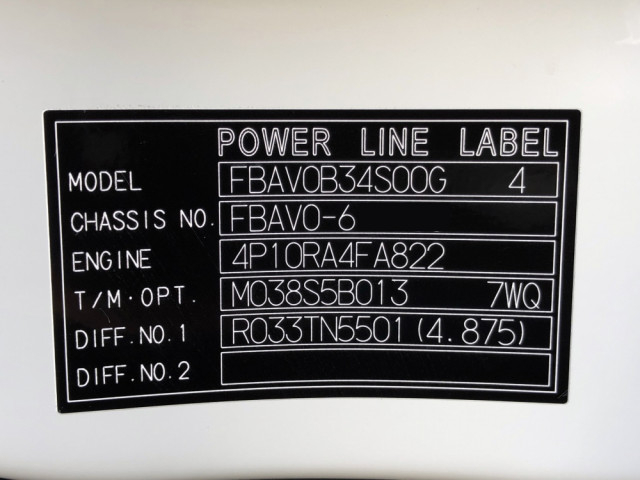 POWER LINE LABEL
MODEL FBAV0B34S00G 4
CHASSIS NO. FBAV0-6
ENGINE 4P10RA4FA822
T/M·OPT. M038S5B013 7WQ
DIFF.NO.1 R033TN5501 (4.875)
DIFF.NO.2